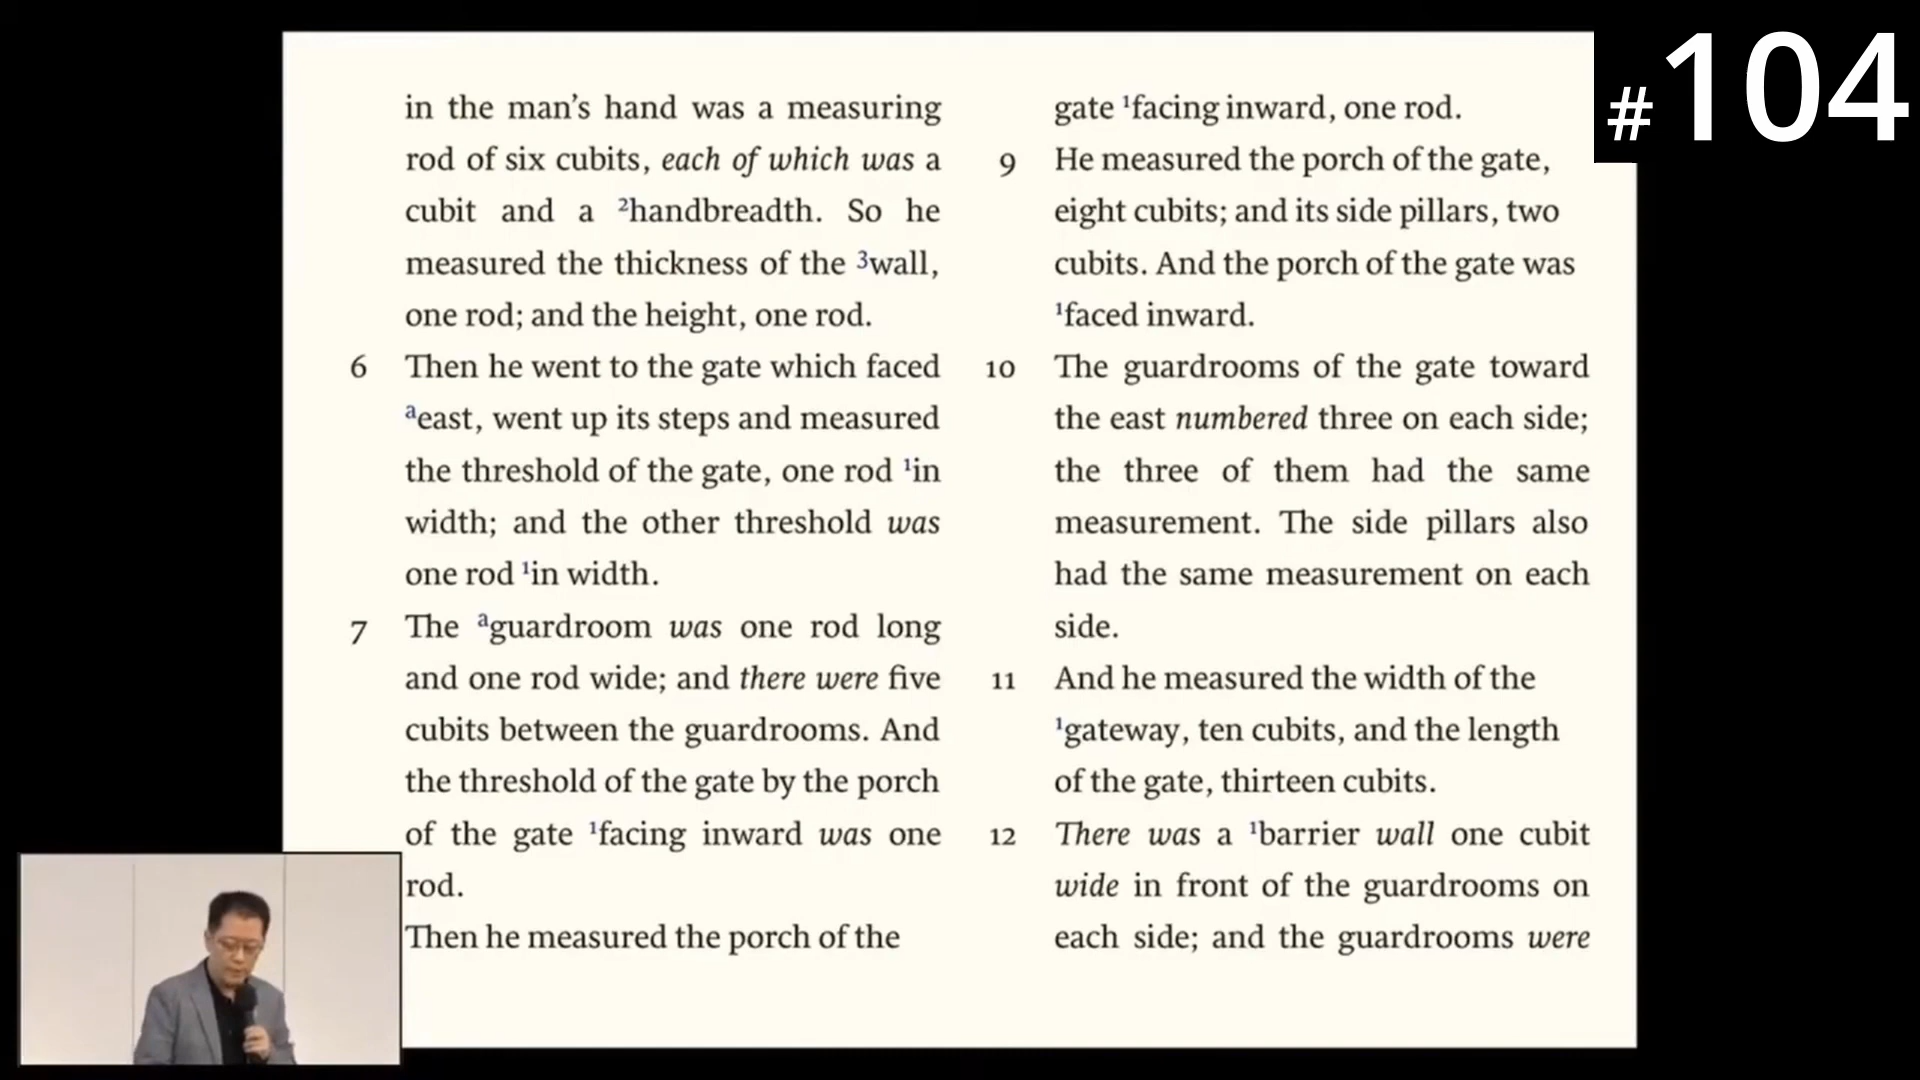 in the man’s hand was a measuring
rod of six cubits, each of which was a
cubit and a ²handbreadth. So he
measured the thickness of the ³wall,
one rod; and the height, one rod.
6 Then he went to the gate which faced
ᵃeast, went up its steps and measured
the threshold of the gate, one rod ¹in
width; and the other threshold was
one rod ¹in width.
7 The ᵃguardroom was one rod long
and one rod wide; and there were five
cubits between the guardrooms. And
the threshold of the gate by the porch
of the gate ¹facing inward was one
rod.
Then he measured the porch of the
gate ¹facing inward, one rod.
9 He measured the porch of the gate,
eight cubits; and its side pillars, two
cubits. And the porch of the gate was
¹faced inward.
10 The guardrooms of the gate toward
the east numbered three on each side;
the three of them had the same
measurement. The side pillars also
had the same measurement on each
side.
11 And he measured the width of the
¹gateway, ten cubits, and the length
of the gate, thirteen cubits.
12 There was a ¹barrier wall one cubit
wide in front of the guardrooms on
each side; and the guardrooms were
#104